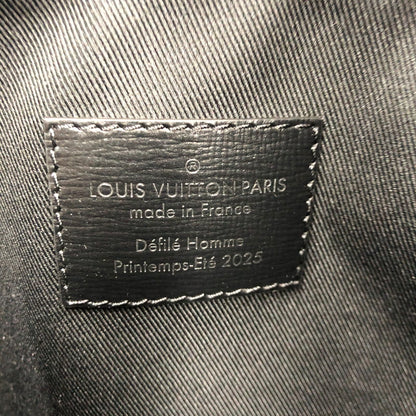 ®
LOUIS VUITTON PARIS
made in France
Défilé Homme
Printemps-Eté 2025